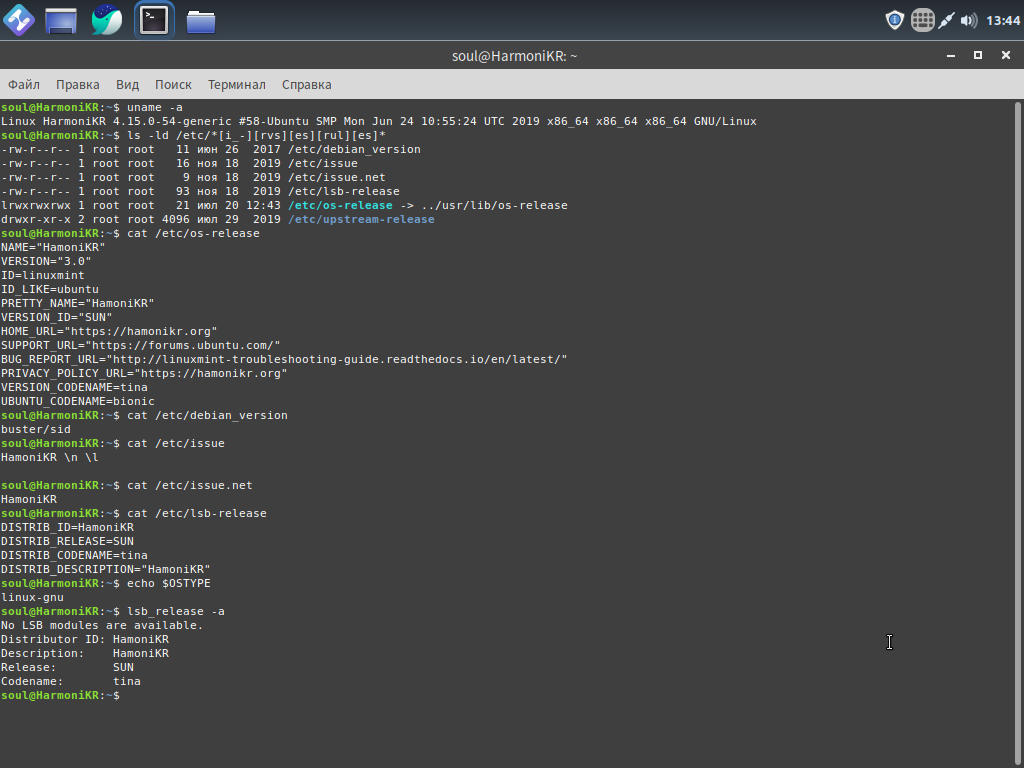 13:44
soul@HarmoniKR: ~
Файл Правка Вид Поиск Терминал Справка
soul@HarmoniKR:~$ uname -a
Linux HarmoniKR 4.15.0-54-generic #58-Ubuntu SMP Mon Jun 24 10:55:24 UTC 2019 x86_64 x86_64 x86_64 GNU/Linux
soul@HarmoniKR:~$ ls -ld /etc/*[i_-][rvs][es][rul][es]*
-rw-r--r-- 1 root root   11 июн 26  2017 /etc/debian_version
-rw-r--r-- 1 root root   16 ноя 18  2019 /etc/issue
-rw-r--r-- 1 root root    9 ноя 18  2019 /etc/issue.net
-rw-r--r-- 1 root root   93 ноя 18  2019 /etc/lsb-release
lrwxrwxrwx 1 root root   21 июл 20 12:43 /etc/os-release -> ../usr/lib/os-release
drwxr-xr-x 2 root root 4096 июл 29  2019 /etc/upstream-release
soul@HarmoniKR:~$ cat /etc/os-release
NAME="HamoniKR"
VERSION="3.0"
ID=linuxmint
ID_LIKE=ubuntu
PRETTY_NAME="HamoniKR"
VERSION_ID="SUN"
HOME_URL="https://hamonikr.org"
SUPPORT_URL="https://forums.ubuntu.com/"
BUG_REPORT_URL="http://linuxmint-troubleshooting-guide.readthedocs.io/en/latest/"
PRIVACY_POLICY_URL="https://hamonikr.org"
VERSION_CODENAME=tina
UBUNTU_CODENAME=bionic
soul@HarmoniKR:~$ cat /etc/debian_version
buster/sid
soul@HarmoniKR:~$ cat /etc/issue
HamoniKR \n \l
soul@HarmoniKR:~$ cat /etc/issue.net
HamoniKR
soul@HarmoniKR:~$ cat /etc/lsb-release
DISTRIB_ID=HamoniKR
DISTRIB_RELEASE=SUN
DISTRIB_CODENAME=tina
DISTRIB_DESCRIPTION="HamoniKR"
soul@HarmoniKR:~$ echo $OSTYPE
linux-gnu
soul@HarmoniKR:~$ lsb_release -a
No LSB modules are available.
Distributor ID: HamoniKR
Description:    HamoniKR
Release:        SUN
Codename:       tina
soul@HarmoniKR:~$